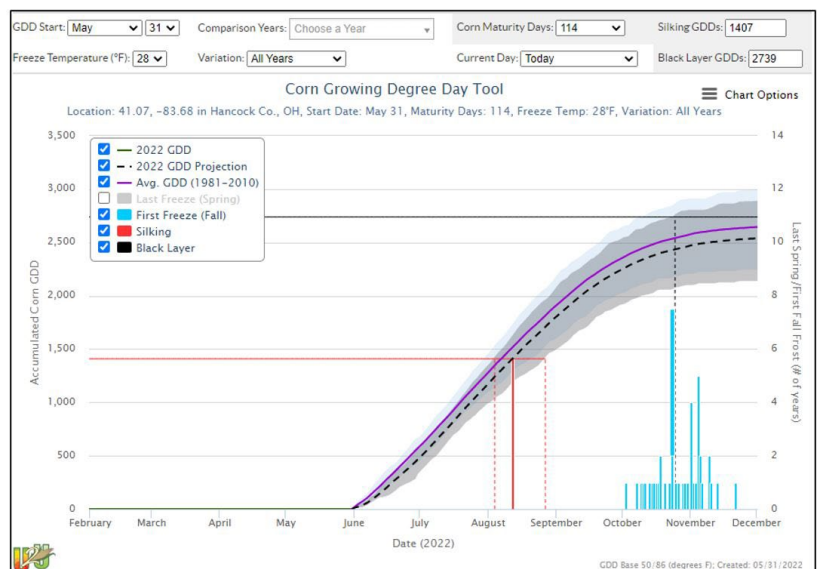 GDD Start: May 31 Comparison Years: Choose a Year Corn Maturity Days: 114 Silking GDDs: 1407
Freeze Temperature (°F): 28 Variation: All Years Current Day: Today Black Layer GDDs: 2739
Corn Growing Degree Day Tool
Chart Options
Location: 41.07, -83.68 in Hancock Co., OH, Start Date: May 31, Maturity Days: 114, Freeze Temp: 28°F, Variation: All Years
2022 GDD
2022 GDD Projection
Avg. GDD (1981-2010)
Last Freeze (Spring)
First Freeze (Fall)
Silking
Black Layer
Accumulated Corn GDD
3,500
3,000
2,500
2,000
1,500
1,000
500
0
14
12
10
8
6
4
2
0
Last Spring/First Fall Frost (# of years)
February March April May June July August September October November December
Date (2022)
U2U
GDD Base 50/86 (degrees F); Created: 05/31/2022